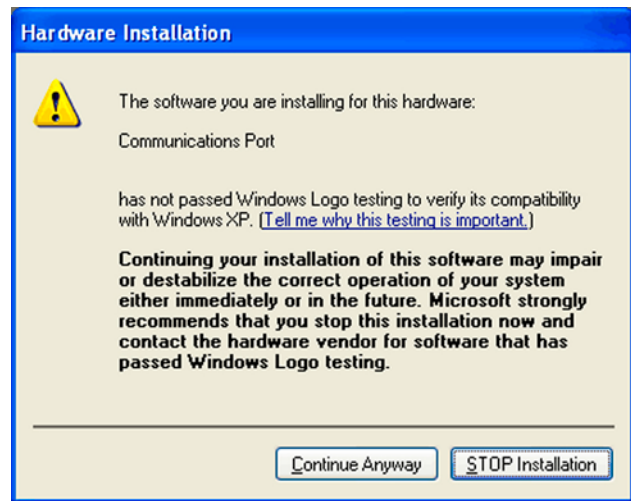 Hardware Installation
The software you are installing for this hardware:
Communications Port
has not passed Windows Logo testing to verify its compatibility
with Windows XP. (Tell me why this testing is important.)
Continuing your installation of this software may impair
or destabilize the correct operation of your system
either immediately or in the future. Microsoft strongly
recommends that you stop this installation now and
contact the hardware vendor for software that has
passed Windows Logo testing.
Continue Anyway STOP Installation